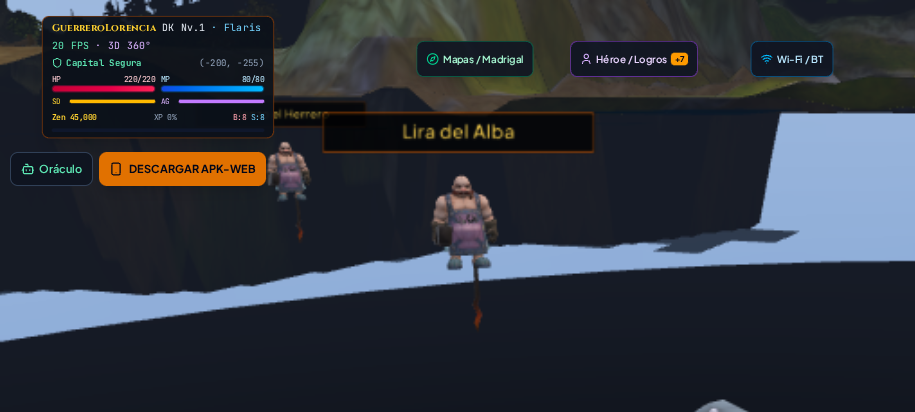 GuerreroLorencia DK Nv.1 · Flaris
20 FPS · 3D 360°
Capital Segura (-200, -255)
HP 220/220 MP 80/80
SD AG
Zen 45,000 XP 0% B:8 S:8
Mapas / Madrigal
Héroe / Logros +7
Wi-Fi / BT
el Herrero
Lira del Alba
Oráculo
DESCARGAR APK-WEB